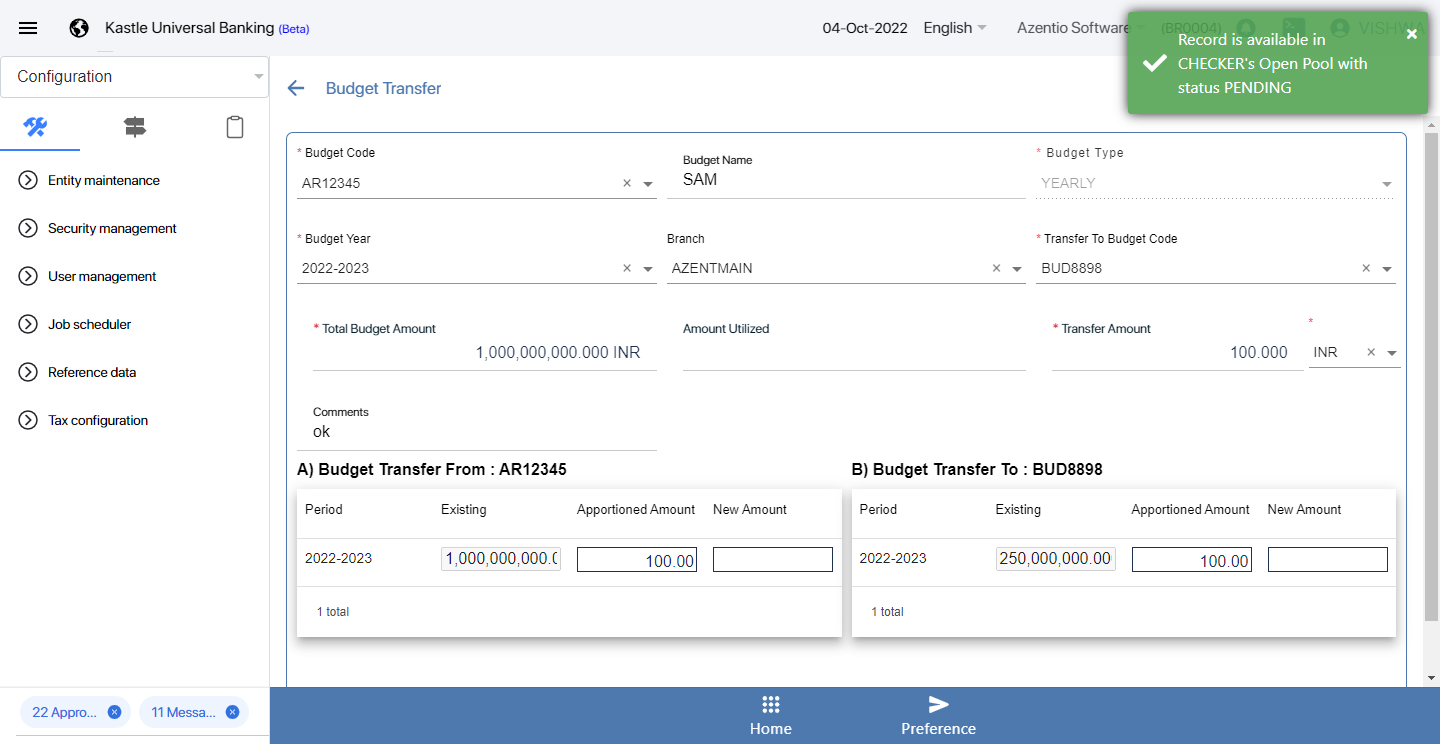 Kastle Universal Banking (Beta)
04-Oct-2022 English Azentio Software (BR0004) VISHWA
Record is available in
CHECKER's Open Pool with
status PENDING
Configuration
Budget Transfer
Entity maintenance
Security management
User management
Job scheduler
Reference data
Tax configuration
* Budget Code
AR12345
Budget Name
SAM
* Budget Type
YEARLY
* Budget Year
2022-2023
Branch
AZENTMAIN
* Transfer To Budget Code
BUD8898
* Total Budget Amount
1,000,000,000.000 INR
Amount Utilized
* Transfer Amount
100.000
*
INR
Comments
ok
A) Budget Transfer From : AR12345
Period Existing Apportioned Amount New Amount
2022-2023 1,000,000,000.0 100.00
1 total
B) Budget Transfer To : BUD8898
Period Existing Apportioned Amount New Amount
2022-2023 250,000,000.00 100.00
1 total
22 Appro... 11 Messa...
Home Preference